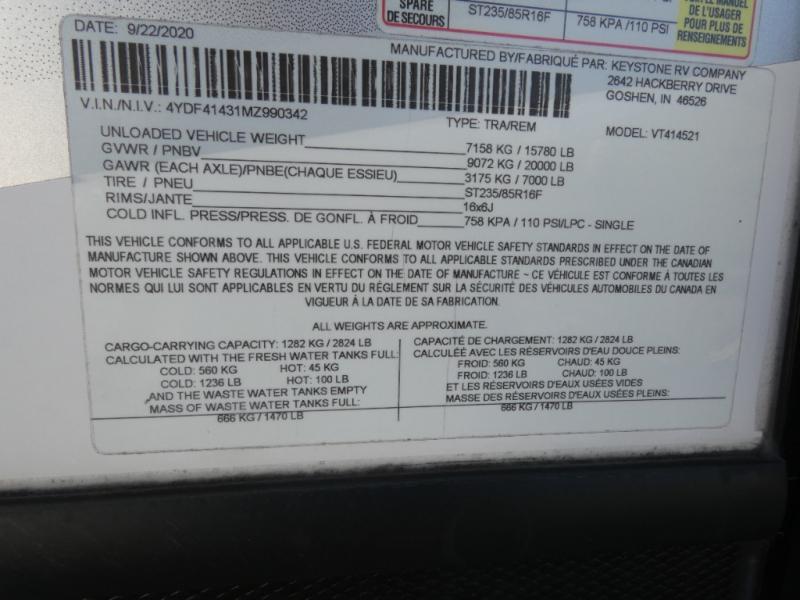 SPARE
DE SECOURS
ST235/85R16F
758 KPA /110 PSI
LE MANUEL
DE L'USAGER
POUR PLUS DE
RENSEIGNEMENTS
DATE: 9/22/2020
MANUFACTURED BY/FABRIQUÉ PAR: KEYSTONE RV COMPANY
2642 HACKBERRY DRIVE
GOSHEN, IN 46526
V.I.N./N.I.V.: 4YDF41431MZ990342
TYPE: TRA/REM
MODEL: VT414521
UNLOADED VEHICLE WEIGHT 7158 KG / 15780 LB
GVWR / PNBV 9072 KG / 20000 LB
GAWR (EACH AXLE)/PNBE(CHAQUE ESSIEU) 3175 KG / 7000 LB
TIRE / PNEU ST235/85R16F
RIMS/JANTE 16x6J
COLD INFL. PRESS/PRESS. DE GONFL. À FROID 758 KPA / 110 PSI/LPC - SINGLE
THIS VEHICLE CONFORMS TO ALL APPLICABLE U.S. FEDERAL MOTOR VEHICLE SAFETY STANDARDS IN EFFECT ON THE DATE OF
MANUFACTURE SHOWN ABOVE. THIS VEHICLE CONFORMS TO ALL APPLICABLE STANDARDS PRESCRIBED UNDER THE CANADIAN
MOTOR VEHICLE SAFETY REGULATIONS IN EFFECT ON THE DATE OF MANUFACTURE ~ CE VÉHICULE EST CONFORME À TOUTES LES
NORMES QUI LUI SONT APPLICABLES EN VERTU DU RÈGLEMENT SUR LA SÉCURITÉ DES VÉHICULES AUTOMOBILES DU CANADA EN
VIGUEUR À LA DATE DE SA FABRICATION.
ALL WEIGHTS ARE APPROXIMATE.
CARGO-CARRYING CAPACITY: 1282 KG / 2824 LB
CALCULATED WITH THE FRESH WATER TANKS FULL:
COLD: 560 KG HOT: 45 KG
COLD: 1236 LB HOT: 100 LB
AND THE WASTE WATER TANKS EMPTY
MASS OF WASTE WATER TANKS FULL:
666 KG / 1470 LB
CAPACITÉ DE CHARGEMENT: 1282 KG / 2824 LB
CALCULÉE AVEC LES RÉSERVOIRS D'EAU DOUCE PLEINS:
FROID: 560 KG CHAUD: 45 KG
FROID: 1236 LB CHAUD: 100 LB
ET LES RÉSERVOIRS D'EAUX USÉES VIDES
MASSE DES RÉSERVOIRS D'EAUX USÉES PLEINS:
666 KG / 1470 LB